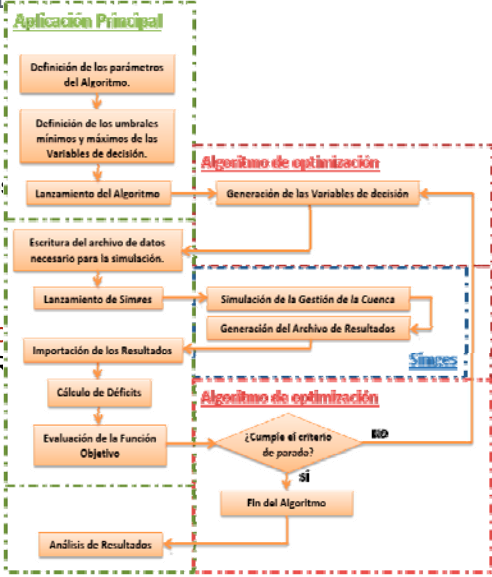 Aplicación Principal
Definición de los parámetros
del Algoritmo.
Definición de los umbrales
mínimos y máximos de las
Variables de decisión.
Lanzamiento del Algoritmo
Algoritmo de optimización
Generación de las Variables de decisión
Escritura del archivo de datos
necesario para la simulación.
Lanzamiento de Simges
Simulación de la Gestión de la Cuenca
Generación del Archivo de Resultados
Simges
Importación de los Resultados
Cálculo de Déficits
Evaluación de la Función
Objetivo
Algoritmo de optimización
¿Cumple el criterio
de parada?
NO
SÍ
Fin del Algoritmo
Análisis de Resultados